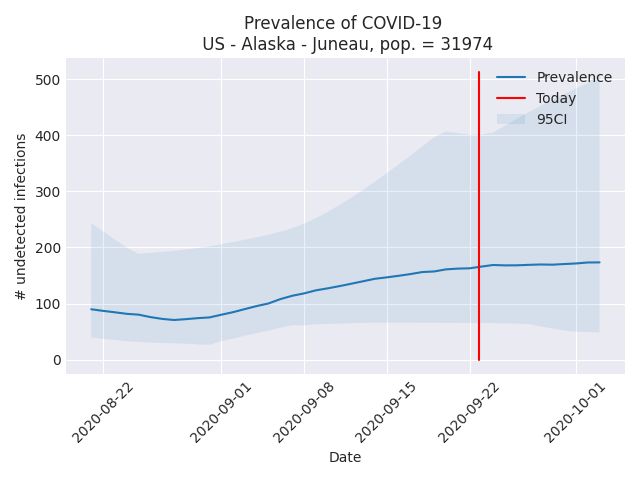 Prevalence of COVID-19
US - Alaska - Juneau, pop. = 31974
Prevalence
Today
95CI
500
400
300
200
100
0
# undetected infections
2020-08-22
2020-09-01
2020-09-08
2020-09-15
2020-09-22
2020-10-01
Date